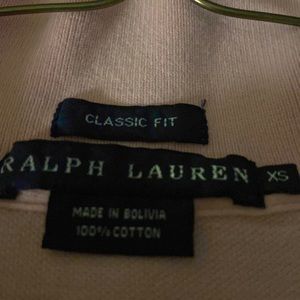 CLASSIC FIT
RALPH LAUREN XS
MADE IN BOLIVIA
100% COTTON